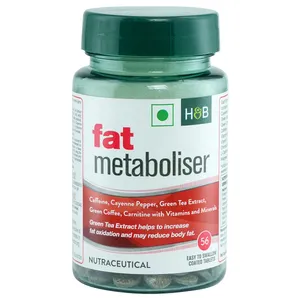 H&B
fat
metaboliser
Caffeine, Cayenne Pepper, Green Tea Extract,
Green Coffee, Carnitine with Vitamins and Minerals
Green Tea Extract helps to increase
fat oxidation and may reduce body fat.
56
EASY TO SWALLOW
COATED TABLETS
NUTRACEUTICAL